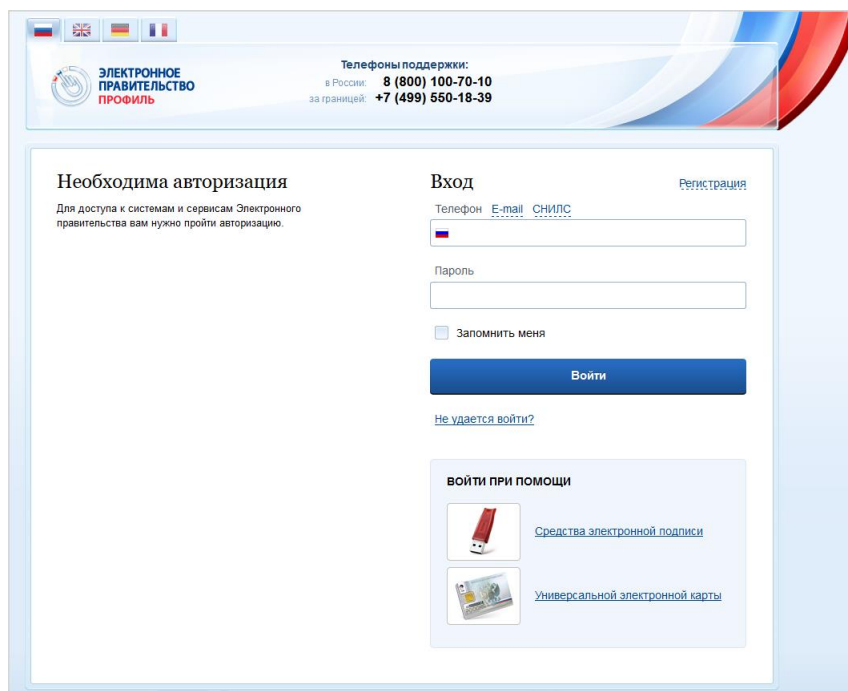 ЭЛЕКТРОННОЕ
ПРАВИТЕЛЬСТВО
ПРОФИЛЬ
Телефоны поддержки:
в России: 8 (800) 100-70-10
за границей: +7 (499) 550-18-39
Необходима авторизация
Для доступа к системам и сервисам Электронного
правительства вам нужно пройти авторизацию.
Вход
Регистрация
Телефон E-mail СНИЛС
Пароль
Запомнить меня
Войти
Не удается войти?
ВОЙТИ ПРИ ПОМОЩИ
Средства электронной подписи
Универсальной электронной карты